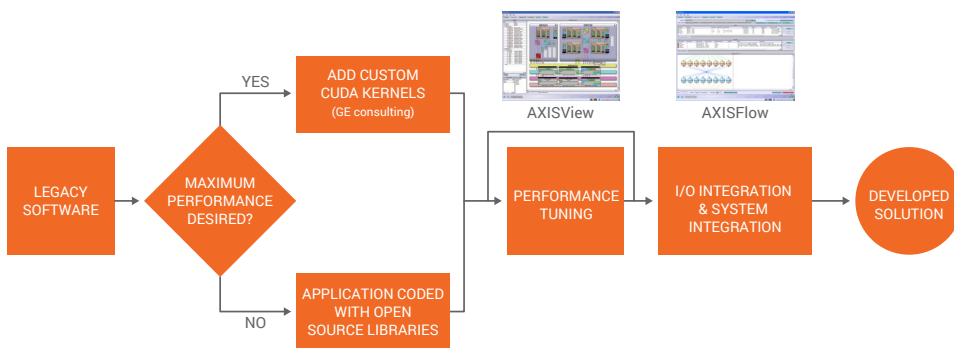 YES
ADD CUSTOM
CUDA KERNELS
(GE consulting)
AXISView
AXISFlow
LEGACY
SOFTWARE
MAXIMUM
PERFORMANCE
DESIRED?
PERFORMANCE
TUNING
I/O INTEGRATION
& SYSTEM
INTEGRATION
DEVELOPED
SOLUTION
NO
APPLICATION CODED
WITH OPEN
SOURCE LIBRARIES